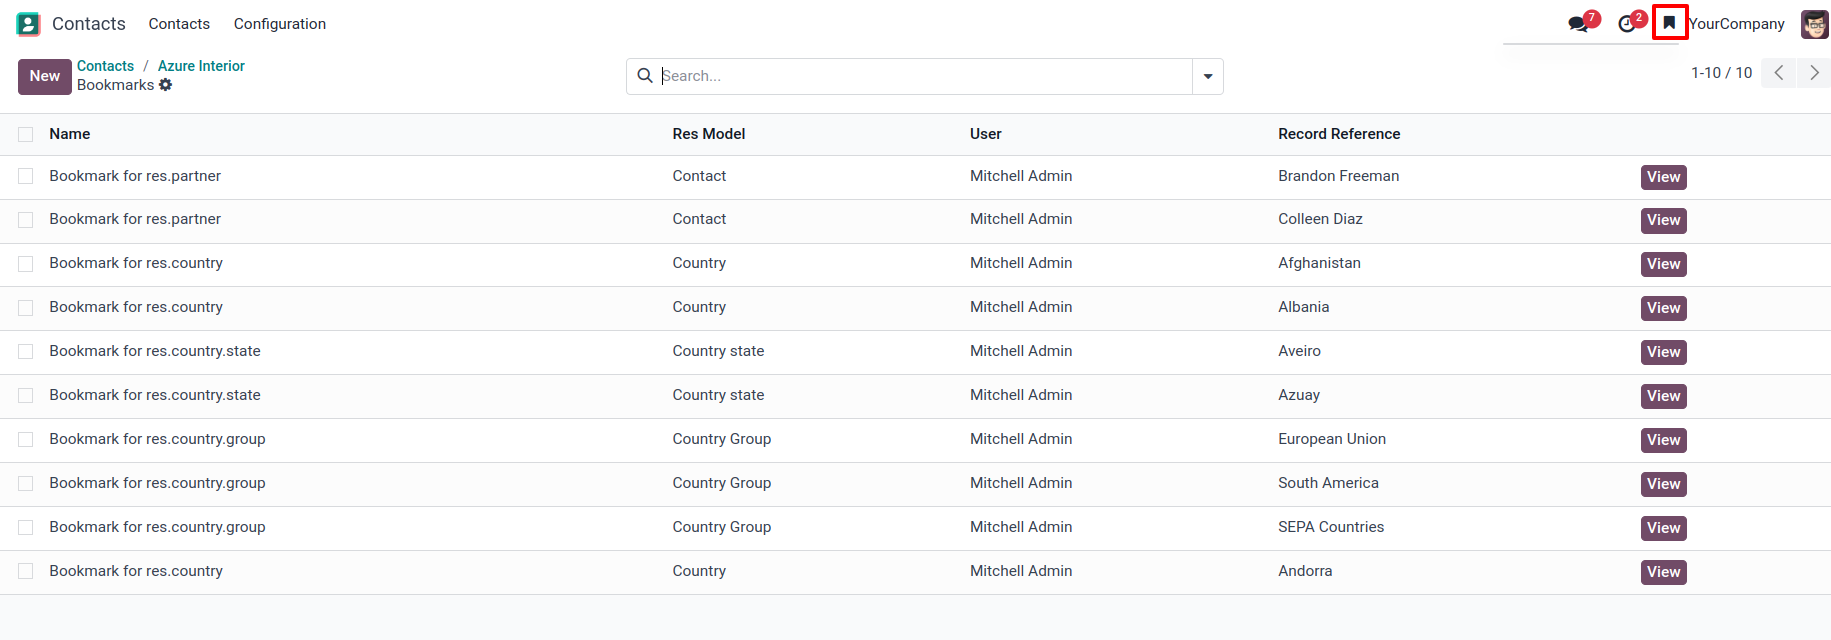 Contacts Contacts Configuration 7 2 YourCompany
New Contacts / Azure Interior
Bookmarks
Search...
1-10 / 10
Name Res Model User Record Reference
Bookmark for res.partner Contact Mitchell Admin Brandon Freeman View
Bookmark for res.partner Contact Mitchell Admin Colleen Diaz View
Bookmark for res.country Country Mitchell Admin Afghanistan View
Bookmark for res.country Country Mitchell Admin Albania View
Bookmark for res.country.state Country state Mitchell Admin Aveiro View
Bookmark for res.country.state Country state Mitchell Admin Azuay View
Bookmark for res.country.group Country Group Mitchell Admin European Union View
Bookmark for res.country.group Country Group Mitchell Admin South America View
Bookmark for res.country.group Country Group Mitchell Admin SEPA Countries View
Bookmark for res.country Country Mitchell Admin Andorra View